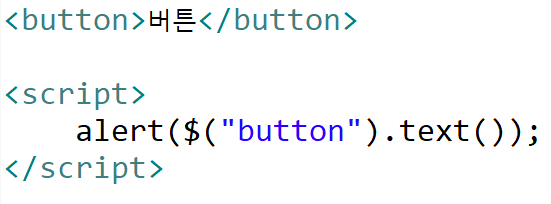 <button>버튼</button>
<script>
alert($("button").text());
</script>